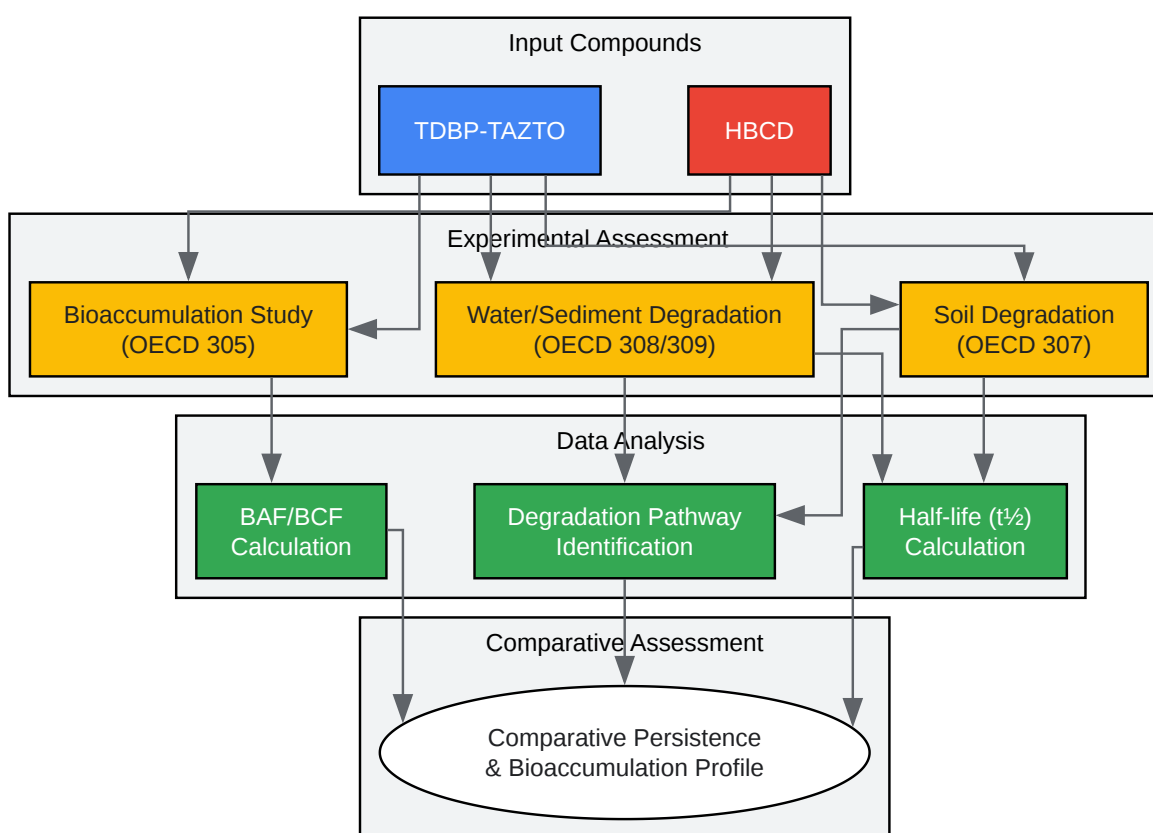 Input Compounds
TDBP-TAZTO
HBCD
Experimental Assessment
Bioaccumulation Study
(OECD 305)
Water/Sediment Degradation
(OECD 308/309)
Soil Degradation
(OECD 307)
Data Analysis
BAF/BCF
Calculation
Degradation Pathway
Identification
Half-life (t½)
Calculation
Comparative Assessment
Comparative Persistence
& Bioaccumulation Profile